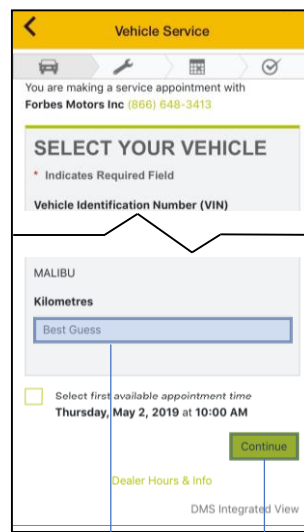 Vehicle Service
You are making a service appointment with
Forbes Motors Inc (866) 648-3413
SELECT YOUR VEHICLE
* Indicates Required Field
Vehicle Identification Number (VIN)
MALIBU
Kilometres
Best Guess
Select first available appointment time
Thursday, May 2, 2019 at 10:00 AM
Continue
Dealer Hours & Info
DMS Integrated View